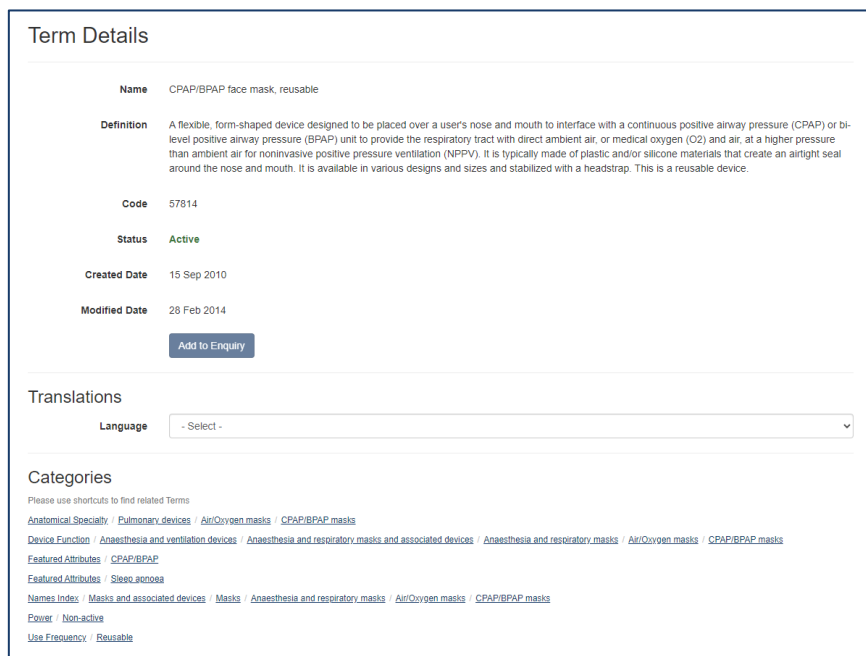 Term Details
Name CPAP/BPAP face mask, reusable
Definition A flexible, form-shaped device designed to be placed over a user's nose and mouth to interface with a continuous positive airway pressure (CPAP) or bi-
level positive airway pressure (BPAP) unit to provide the respiratory tract with direct ambient air, or medical oxygen (O2) and air, at a higher pressure
than ambient air for noninvasive positive pressure ventilation (NPPV). It is typically made of plastic and/or silicone materials that create an airtight seal
around the nose and mouth. It is available in various designs and sizes and stabilized with a headstrap. This is a reusable device.
Code 57814
Status Active
Created Date 15 Sep 2010
Modified Date 28 Feb 2014
Add to Enquiry
Translations
Language - Select -
Categories
Please use shortcuts to find related Terms
Anatomical Specialty / Pulmonary devices / Air/Oxygen masks / CPAP/BPAP masks
Device Function / Anaesthesia and ventilation devices / Anaesthesia and respiratory masks and associated devices / Anaesthesia and respiratory masks / Air/Oxygen masks / CPAP/BPAP masks
Featured Attributes / CPAP/BPAP
Featured Attributes / Sleep apnoea
Names Index / Masks and associated devices / Masks / Anaesthesia and respiratory masks / Air/Oxygen masks / CPAP/BPAP masks
Power / Non-active
Use Frequency / Reusable